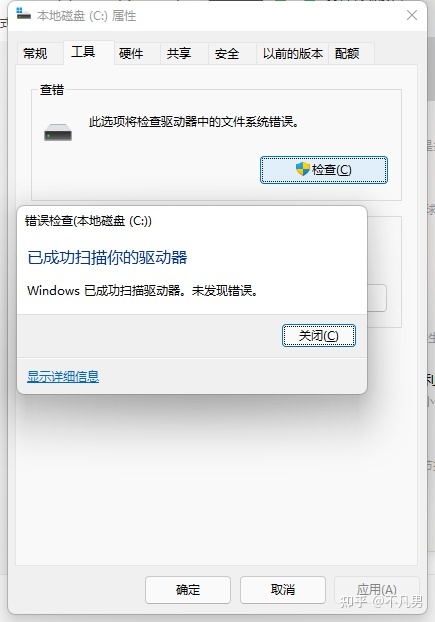 本地磁盘 (C:) 属性
常规 工具 硬件 共享 安全 以前的版本 配额
查错
此选项将检查驱动器中的文件系统错误。
检查(C)
错误检查(本地磁盘 (C:))
已成功扫描你的驱动器
Windows 已成功扫描驱动器。未发现错误。
关闭(C)
显示详细信息
确定 取消 应用(A)
知乎 @不凡男